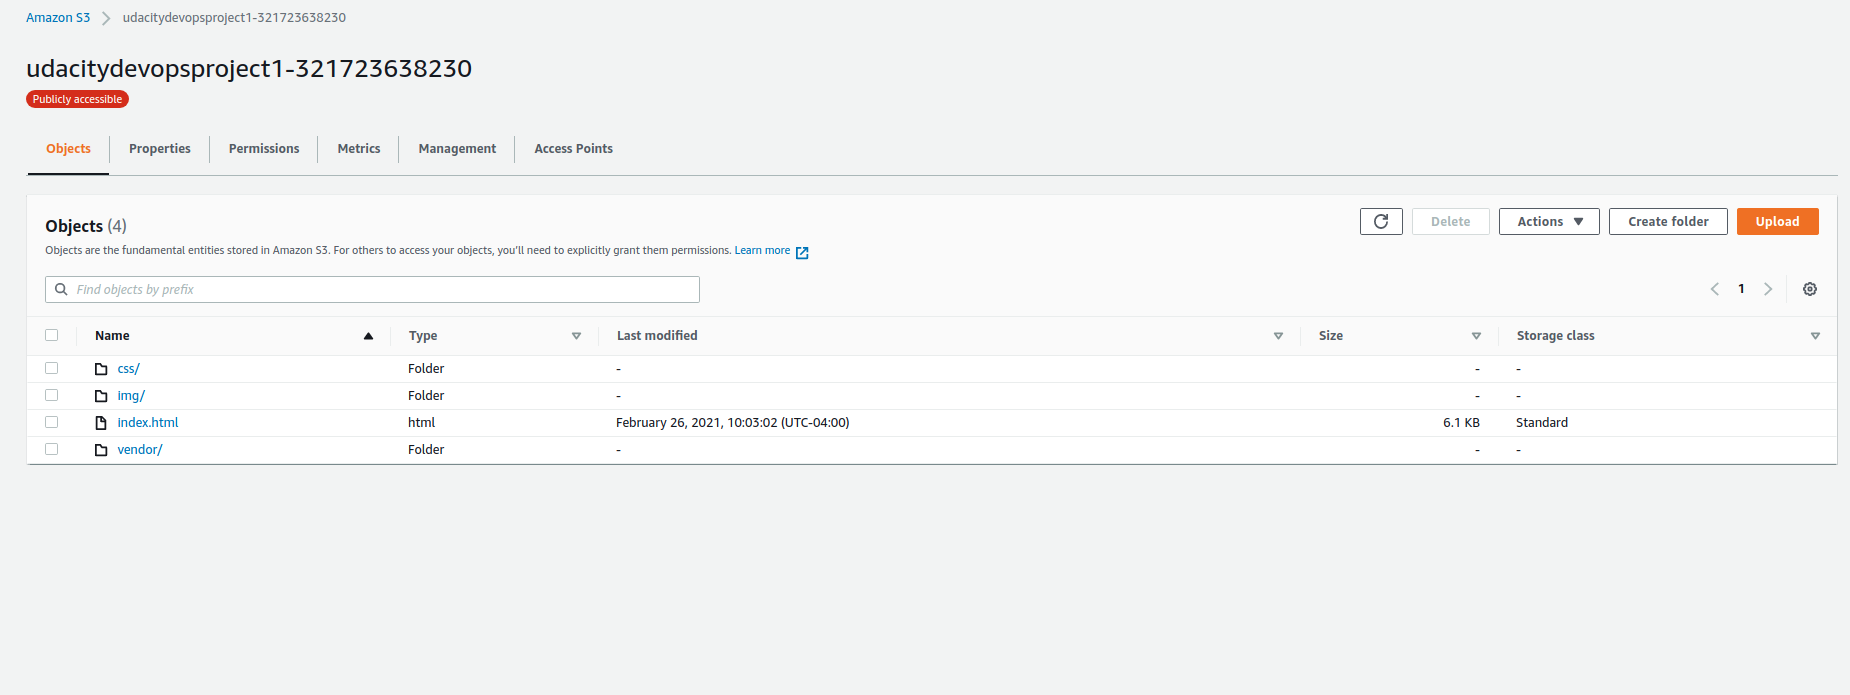 Amazon S3 udacitydevopsproject1-321723638230
udacitydevopsproject1-321723638230
Publicly accessible
Objects Properties Permissions Metrics Management Access Points
Objects (4)
Delete Actions Create folder Upload
Objects are the fundamental entities stored in Amazon S3. For others to access your objects, you'll need to explicitly grant them permissions. Learn more
Find objects by prefix
1
Name Type Last modified Size Storage class
css/ Folder - - -
img/ Folder - - -
index.html html February 26, 2021, 10:03:02 (UTC-04:00) 6.1 KB Standard
vendor/ Folder - - -